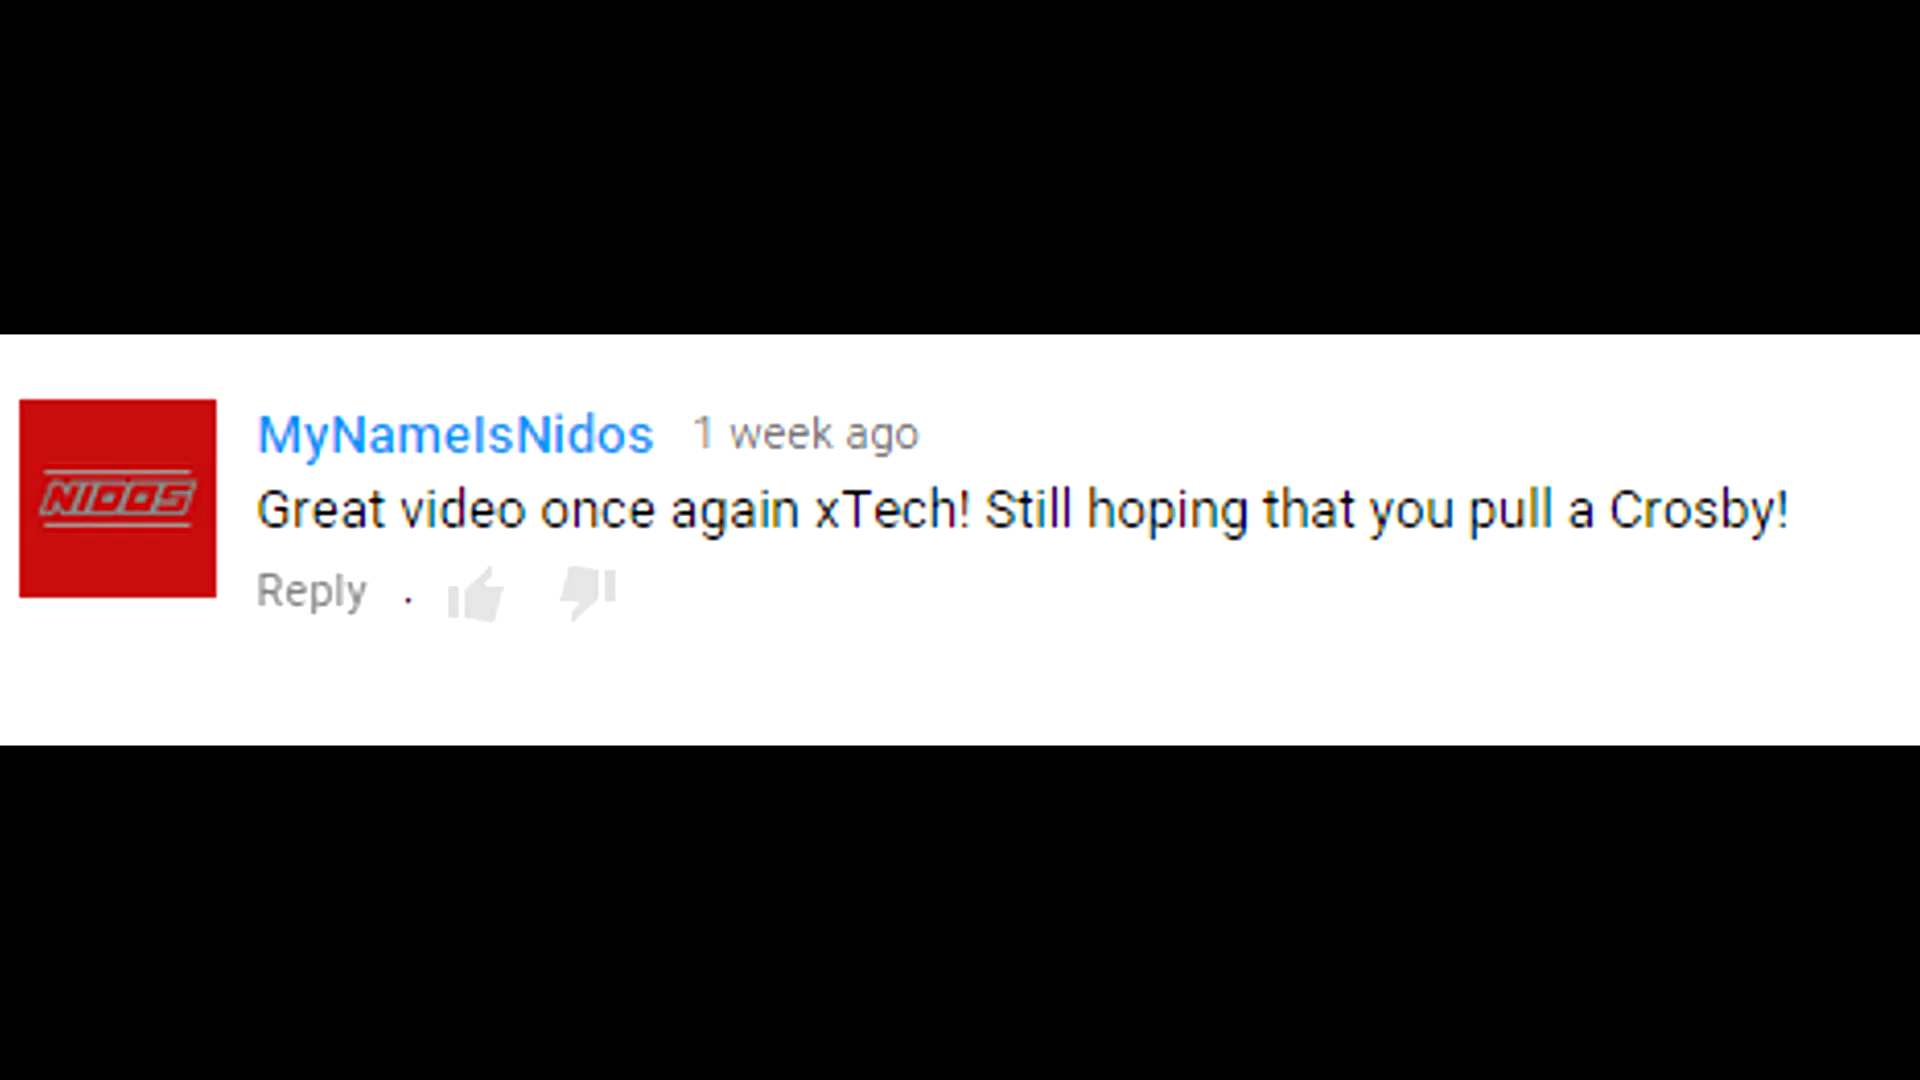 NIDOS
MyNameIsNidos 1 week ago
Great video once again xTech! Still hoping that you pull a Crosby!
Reply .